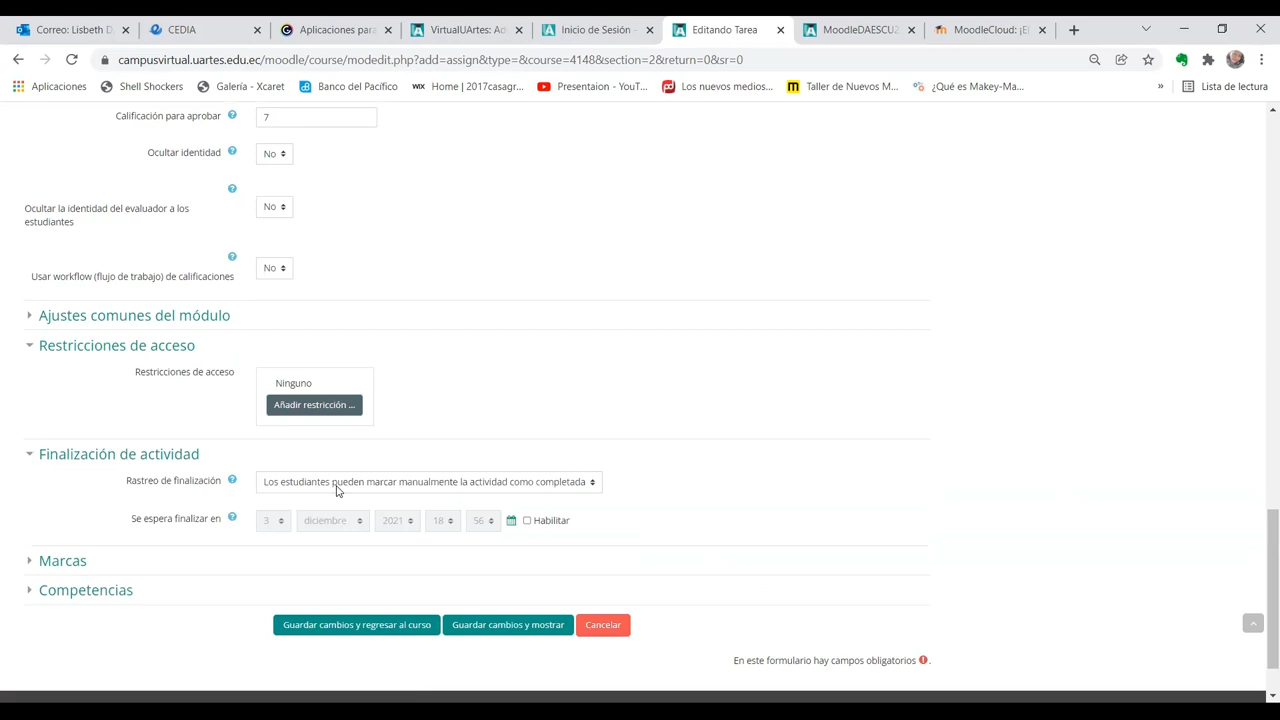 Correo: Lisbeth D
CEDIA
Aplicaciones para
VirtualUArtes: Ad
Inicio de Sesión
Editando Tarea
MoodleDAESCU2
MoodleCloud: ¡El
campusvirtual.uartes.edu.ec/moodle/course/modedit.php?add=assign&type=&course=4148&section=2&return=0&sr=0
Aplicaciones
Shell Shockers
Galería - Xcaret
Banco del Pacífico
WIX Home | 2017casagr...
Presentaion - YouT...
Los nuevos medios...
Taller de Nuevos M...
¿Qué es Makey-Ma...
»
Lista de lectura
Calificación para aprobar
7
Ocultar identidad
No
Ocultar la identidad del evaluador a los
estudiantes
No
Usar workflow (flujo de trabajo) de calificaciones
No
Ajustes comunes del módulo
Restricciones de acceso
Restricciones de acceso
Ninguno
Añadir restricción ...
Finalización de actividad
Rastreo de finalización
Los estudiantes pueden marcar manualmente la actividad como completada
Se espera finalizar en
3 diciembre 2021 18 56 Habilitar
Marcas
Competencias
Guardar cambios y regresar al curso
Guardar cambios y mostrar
Cancelar
En este formulario hay campos obligatorios .